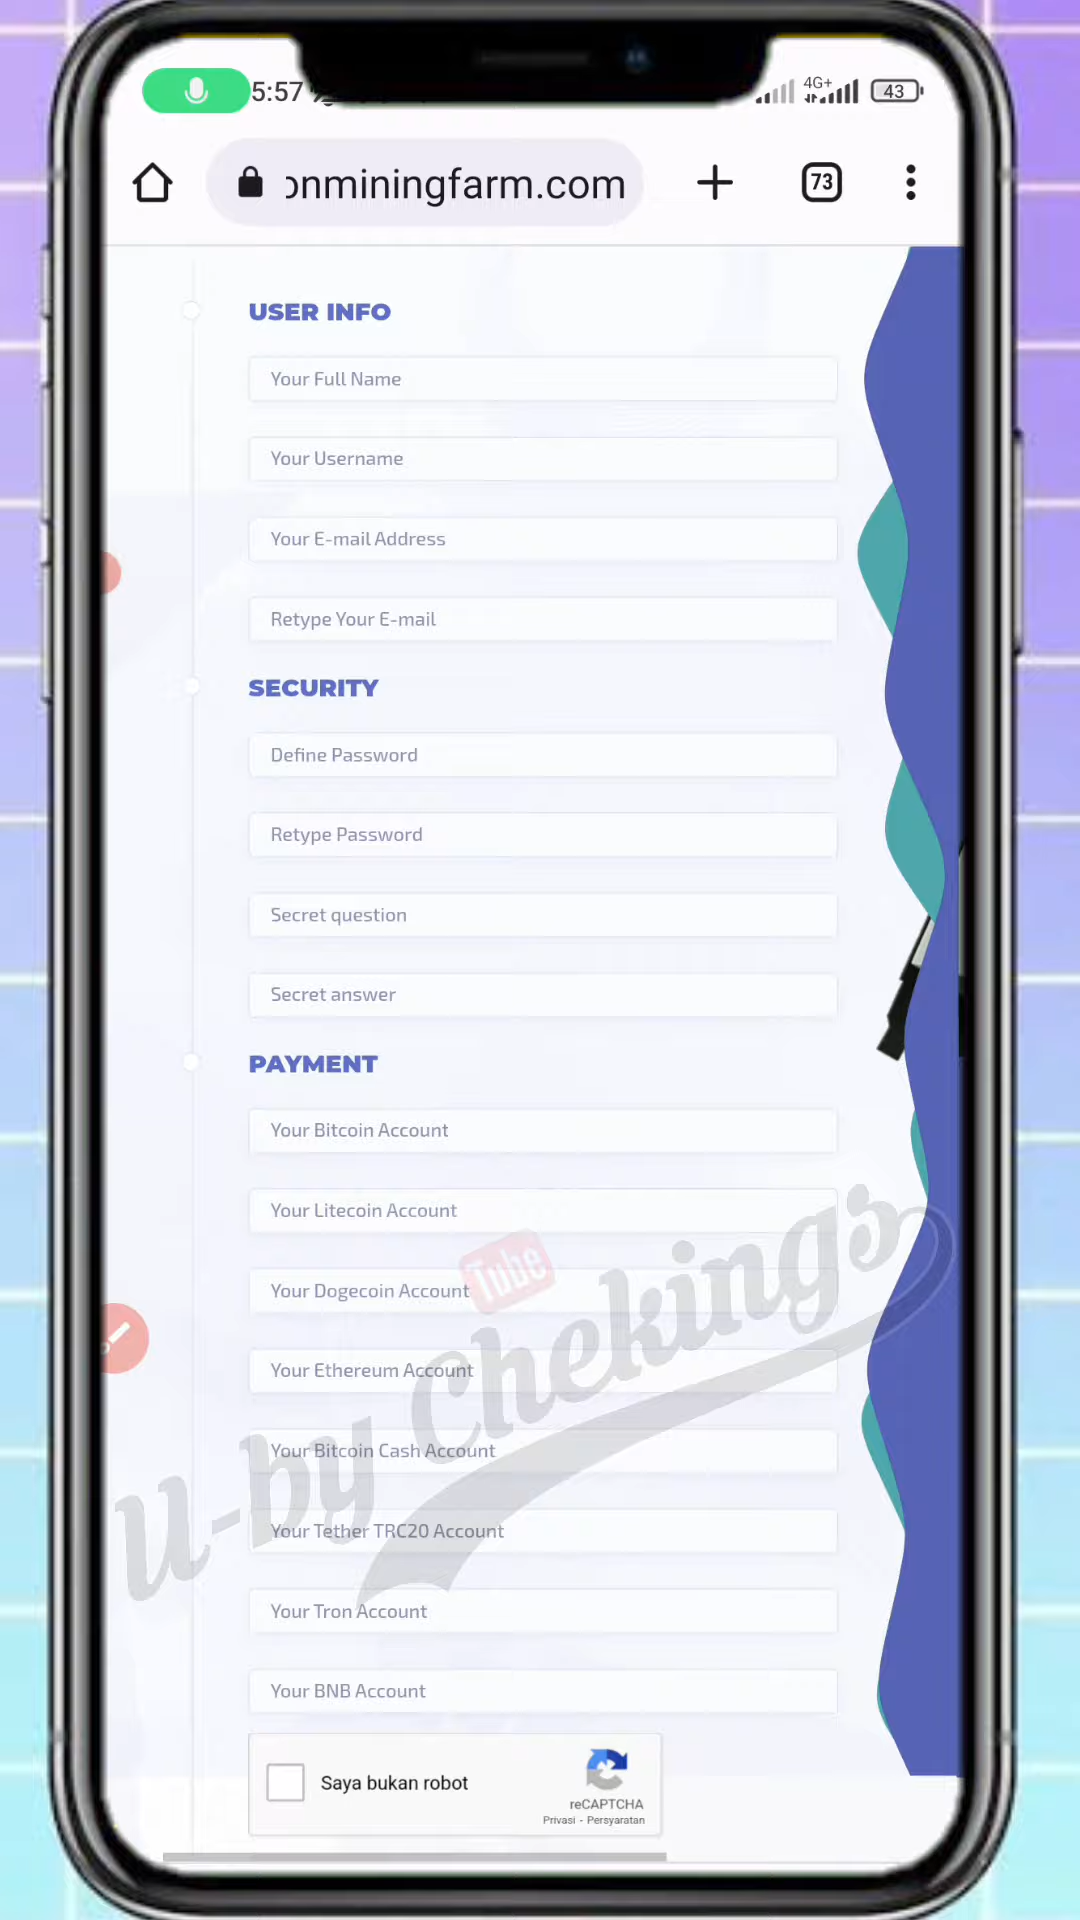 5:57
4G+
43
onminingfarm.com
73
USER INFO
Your Full Name
Your Username
Your E-mail Address
Retype Your E-mail
SECURITY
Define Password
Retype Password
Secret question
Secret answer
PAYMENT
Your Bitcoin Account
Your Litecoin Account
Your Dogecoin Account
Your Ethereum Account
Your Bitcoin Cash Account
Your Tether TRC20 Account
Your Tron Account
Your BNB Account
Tube
U-by Chekings
Saya bukan robot
reCAPTCHA
Privasi - Persyaratan